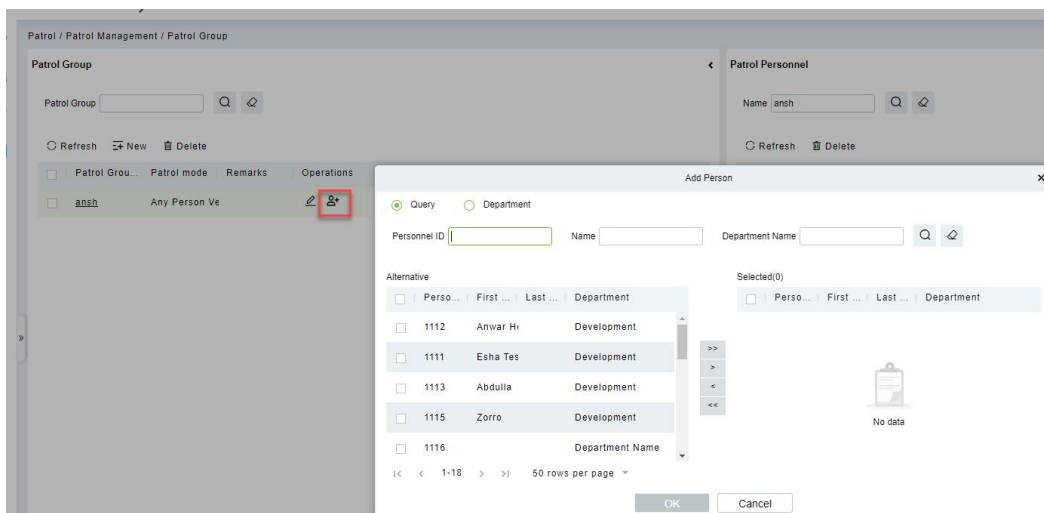 Patrol / Patrol Management / Patrol Group
Patrol Group
Patrol Personnel
Patrol Group
Name ansh
Refresh New Delete
Refresh Delete
Patrol Grou... Patrol mode Remarks Operations
ansh Any Person Ve
Add Person
Query Department
Personnel ID Name Department Name
Alternative
Perso... First ... Last ... Department
1112 Anwar H Development
1111 Esha Tes Development
1113 Abdulla Development
1115 Zorro Development
1116 Department Name
1-18 50 rows per page
>>
>
<
<<
Selected(0)
Perso... First ... Last ... Department
No data
OK Cancel